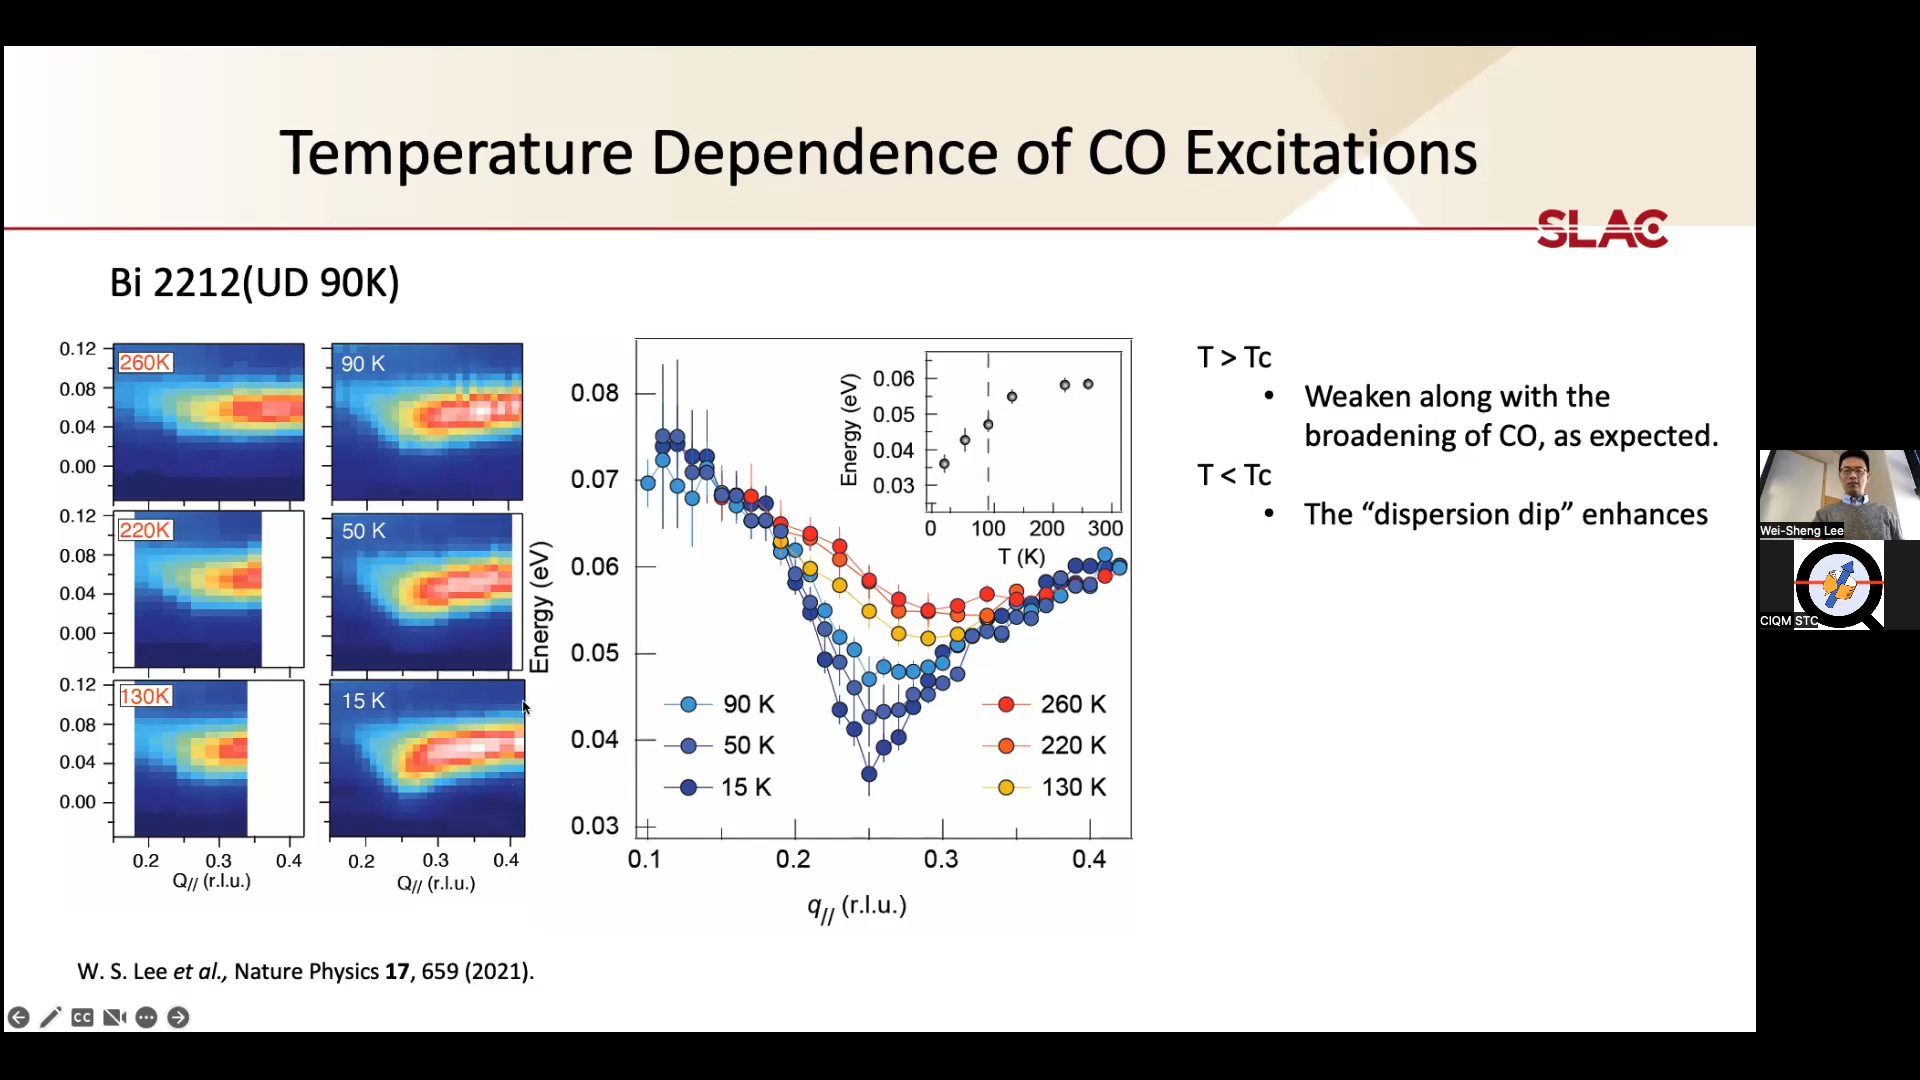 Temperature Dependence of CO Excitations
SLAC
Bi 2212(UD 90K)
0.12
0.08
0.04
0.00
260K
90 K
0.12
0.08
0.04
0.00
220K
50 K
0.12
0.08
0.04
0.00
130K
15 K
0.2 0.3 0.4
Q// (r.l.u.)
0.2 0.3 0.4
Q// (r.l.u.)
Energy (eV)
0.08
0.07
0.06
0.05
0.04
0.03
0.1 0.2 0.3 0.4
q// (r.l.u.)
90 K
50 K
15 K
260 K
220 K
130 K
Energy (eV)
0.06
0.05
0.04
0.03
0 100 200 300
T (K)
T > Tc
• Weaken along with the
broadening of CO, as expected.
T < Tc
• The “dispersion dip” enhances
W. S. Lee et al., Nature Physics 17, 659 (2021).
CC
Wei-Sheng Lee
CIQM STC